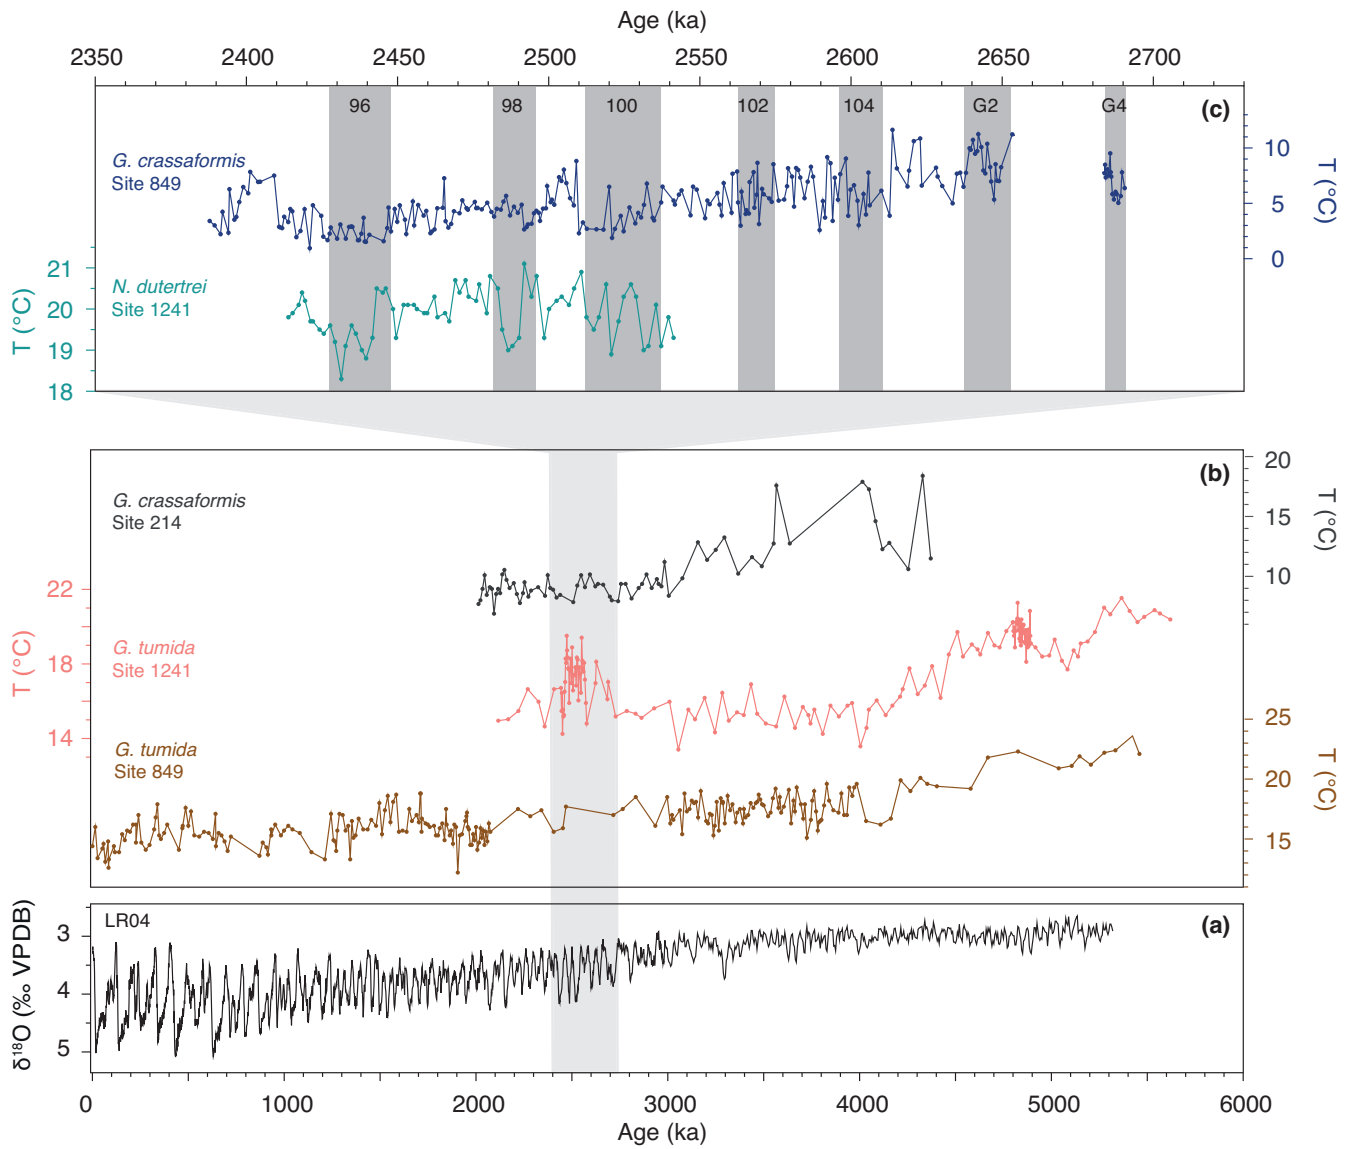 Age (ka)
2350 2400 2450 2500 2550 2600 2650 2700
96 98 100 102 104 G2 G4 (c)
G. crassaformis
Site 849
10
5
0
T (°C)
N. dutertrei
Site 1241
21
20
19
18
T (°C)
(b)
G. crassaformis
Site 214
20
15
10
T (°C)
22
18
14
T (°C)
G. tumida
Site 1241
G. tumida
Site 849
25
20
15
T (°C)
LR04 (a)
3
4
5
δ¹⁸O (‰ VPDB)
0 1000 2000 3000 4000 5000 6000
Age (ka)